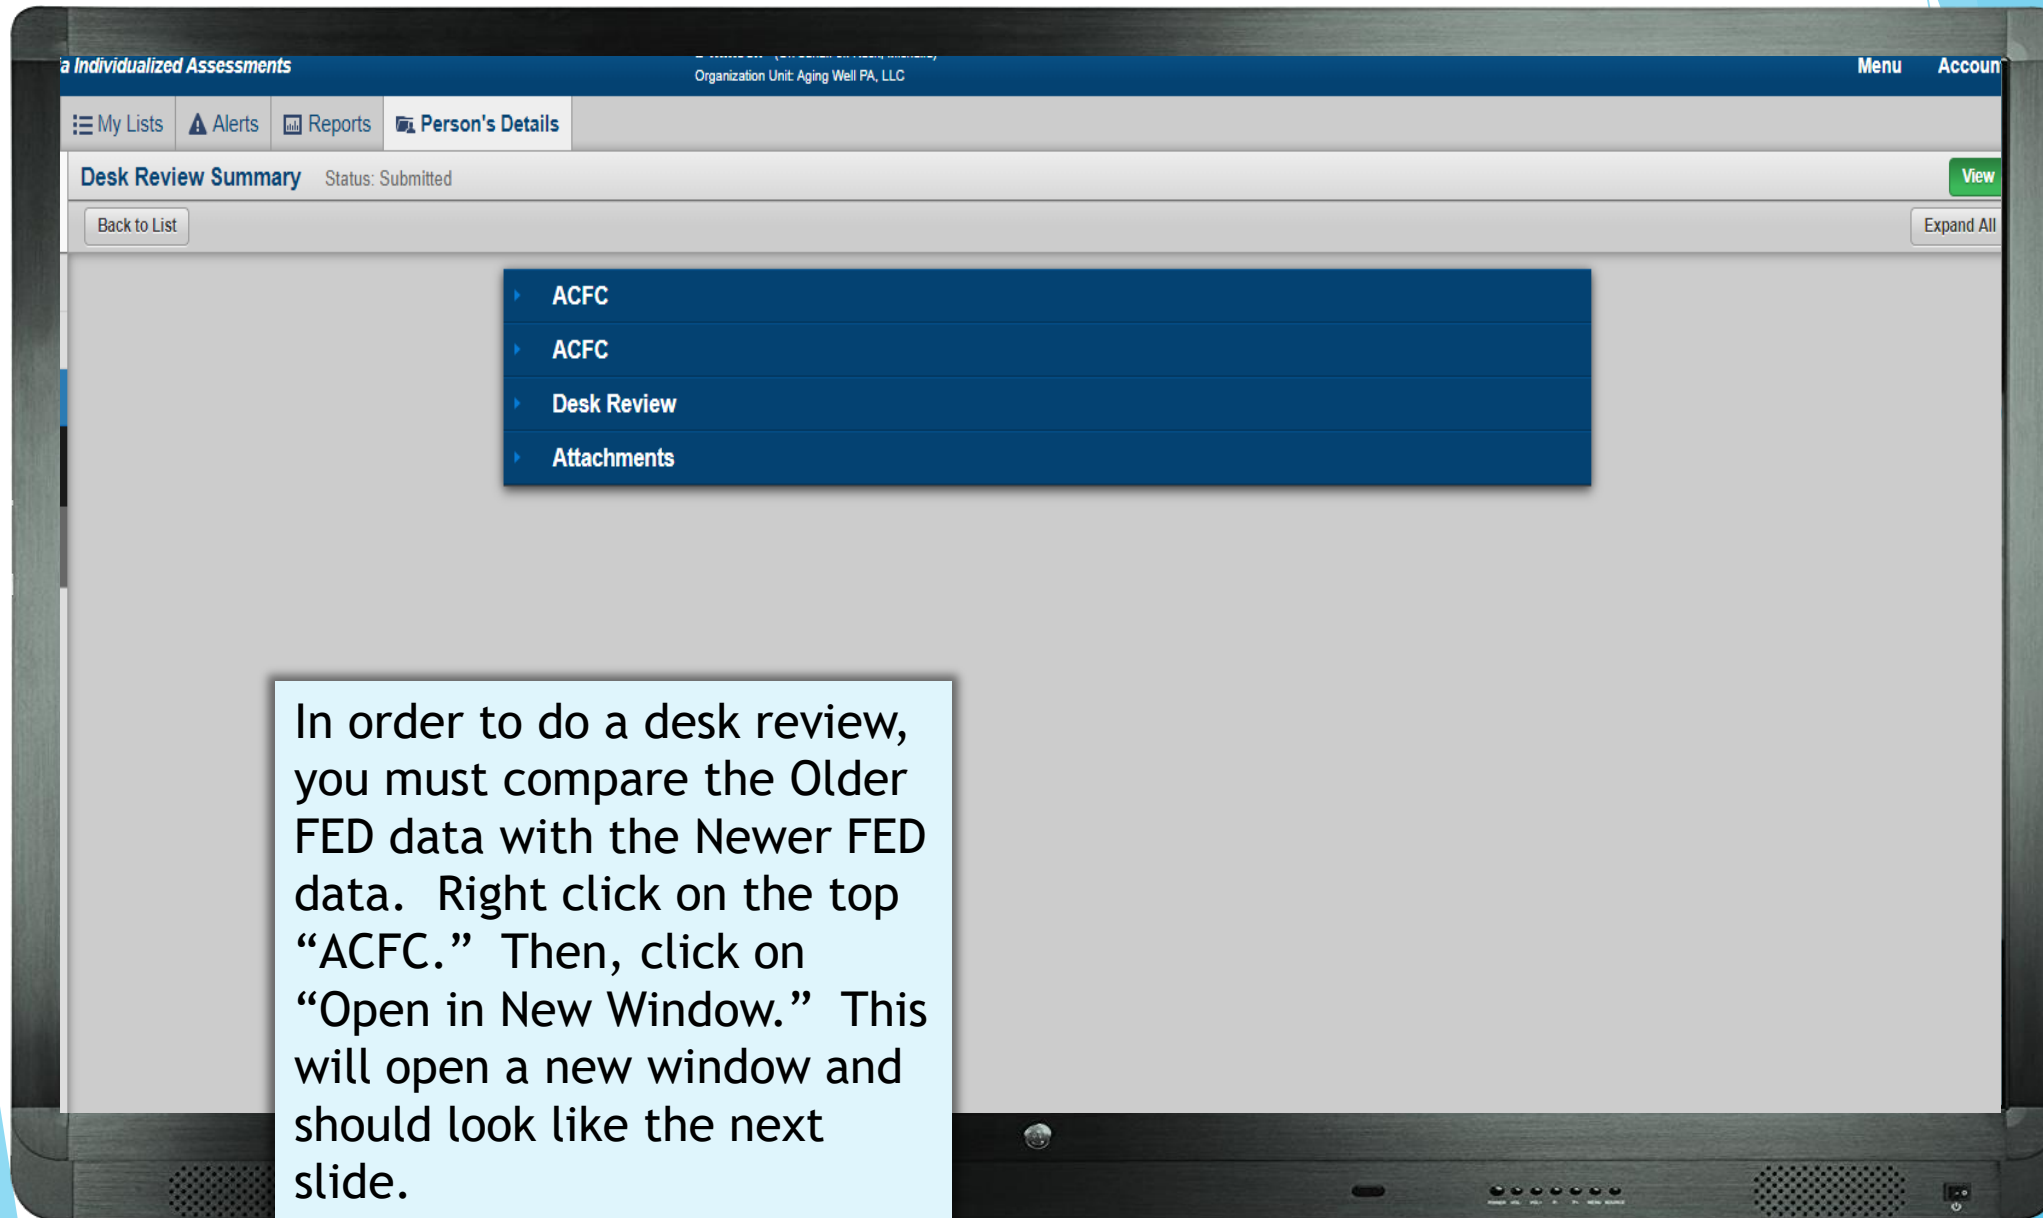 a Individualized Assessments
Organization Unit: Aging Well PA, LLC
Menu Accoun
My Lists Alerts Reports Person's Details
Desk Review Summary Status: Submitted View
Back to List Expand All
ACFC
ACFC
Desk Review
Attachments
In order to do a desk review,
you must compare the Older
FED data with the Newer FED
data. Right click on the top
“ACFC.” Then, click on
“Open in New Window.” This
will open a new window and
should look like the next
slide.